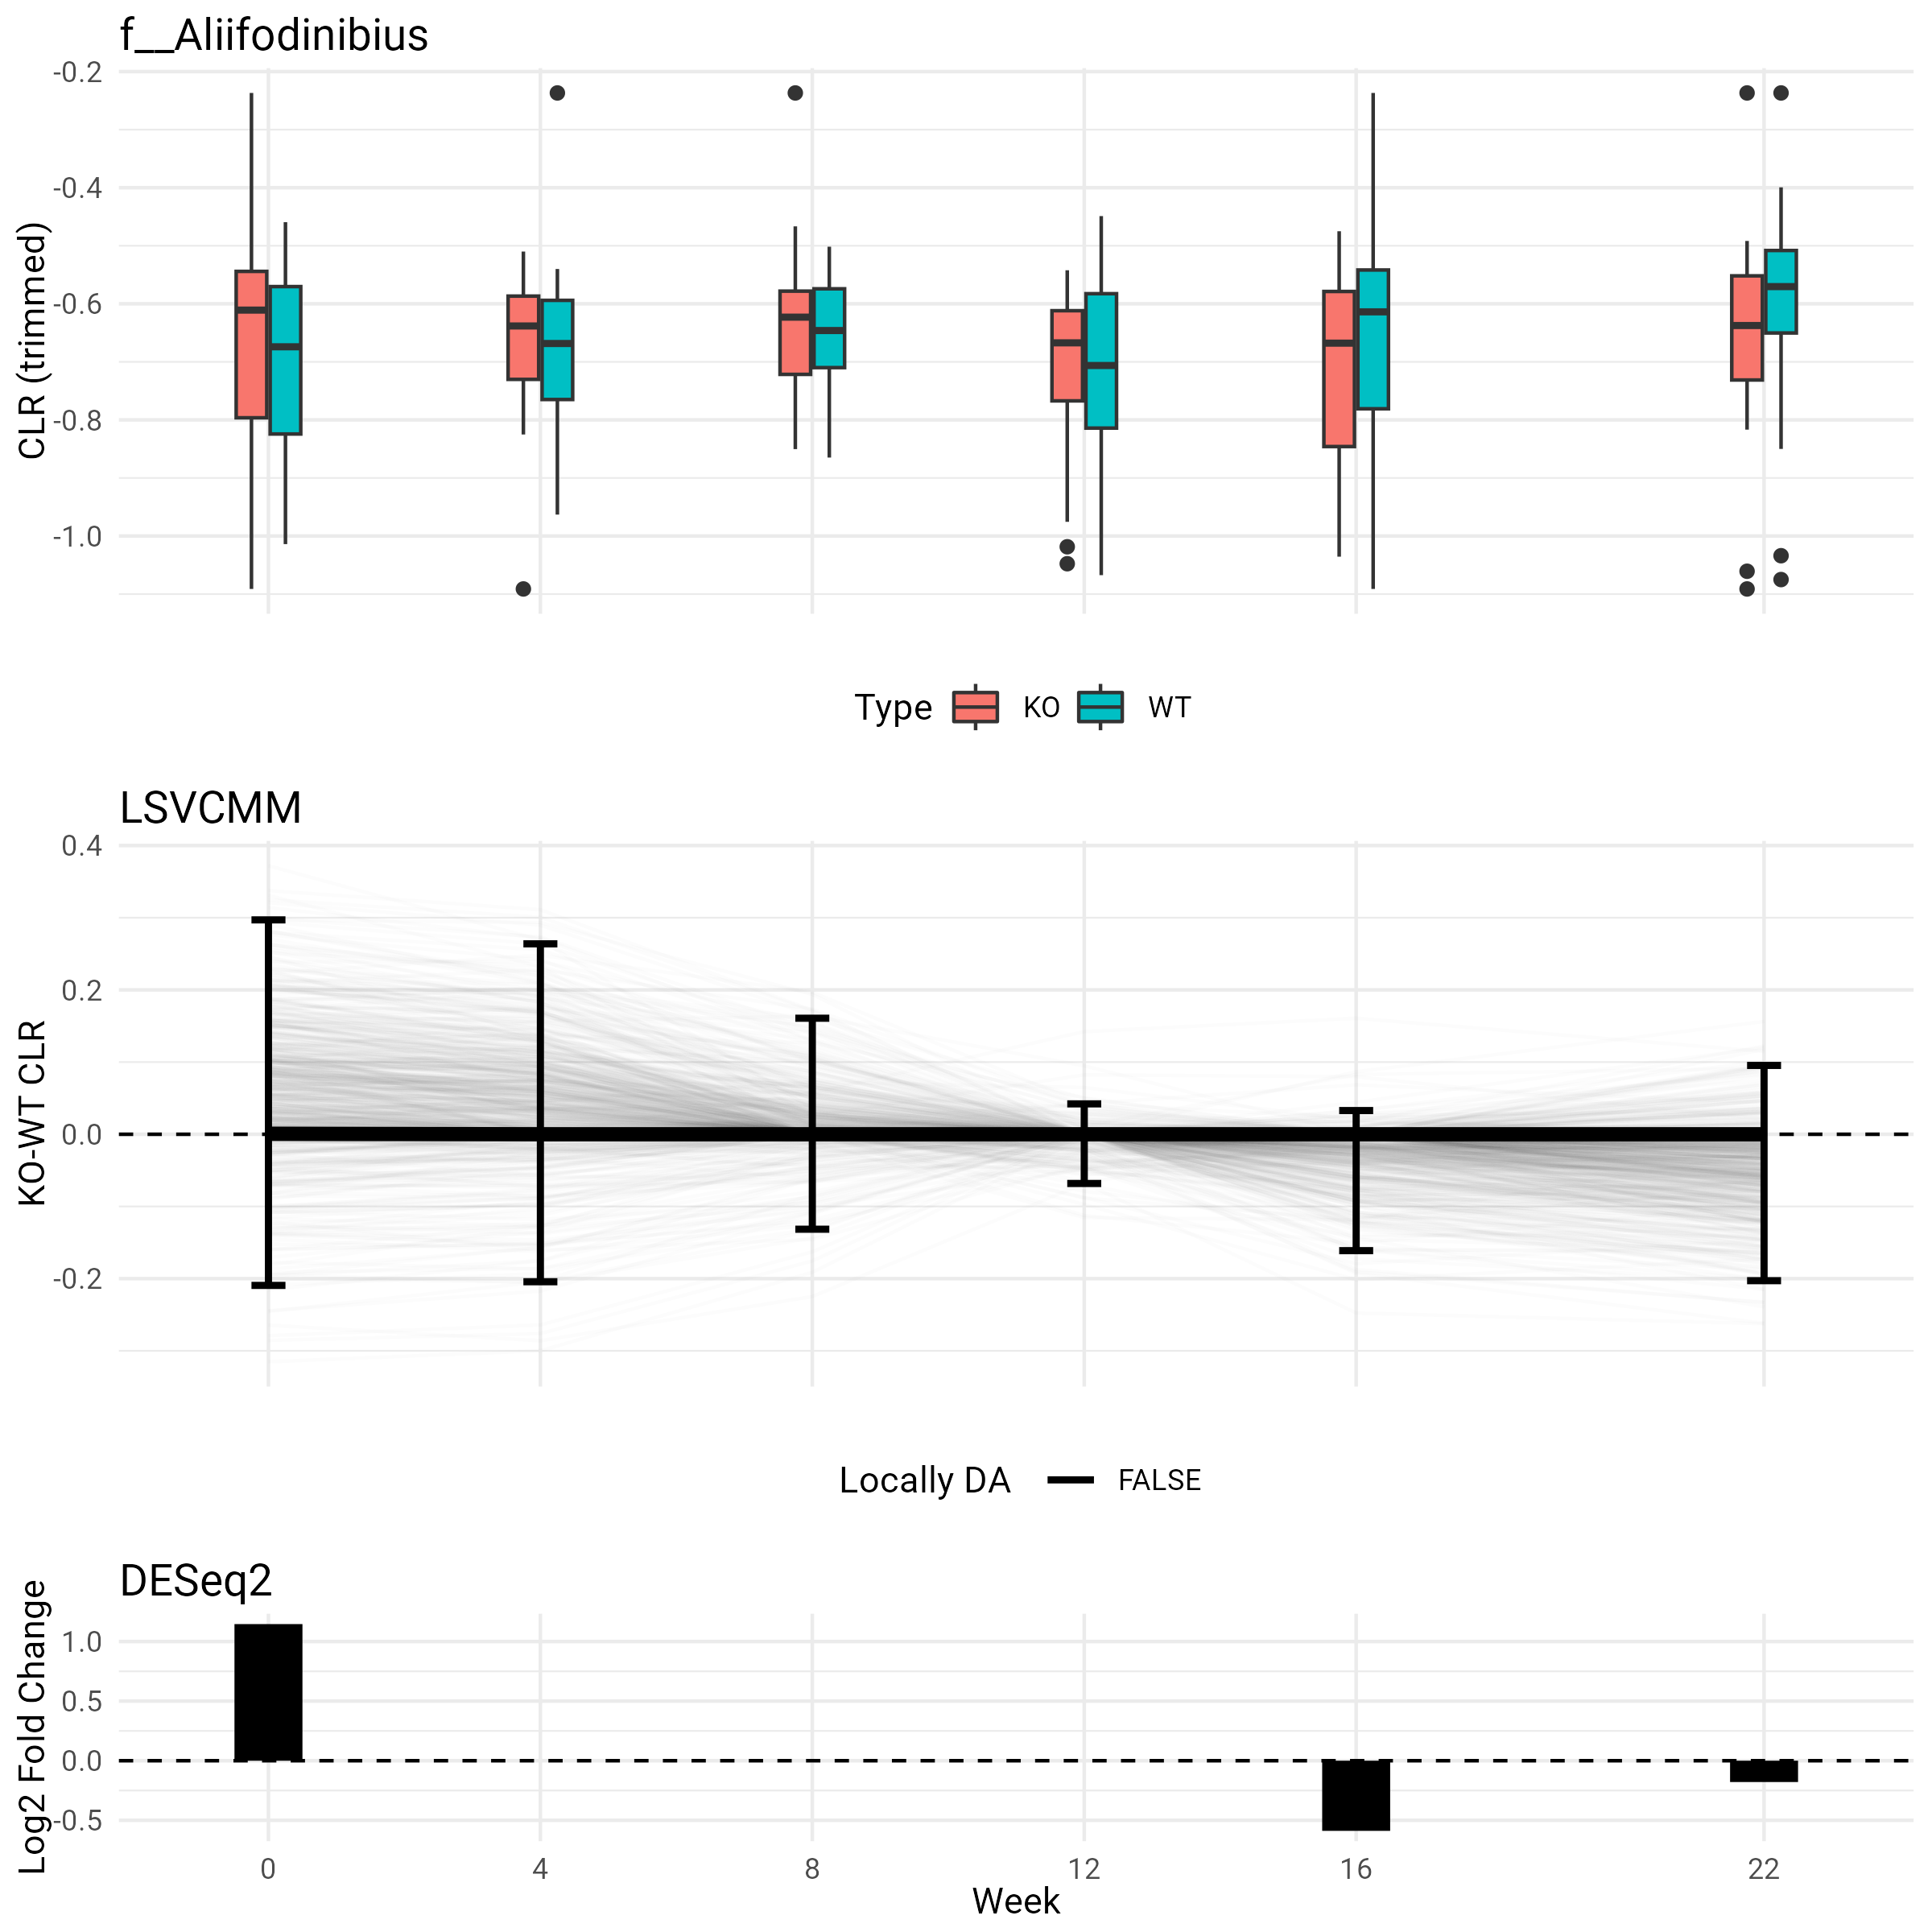 f__Aliifodinibius
CLR (trimmed)
-0.2
-0.4
-0.6
-0.8
-1.0
Type KO WT
LSVCMM
KO-WT CLR
0.4
0.2
0.0
-0.2
Locally DA FALSE
DESeq2
Log2 Fold Change
1.0
0.5
0.0
-0.5
0 4 8 12 16 22
Week